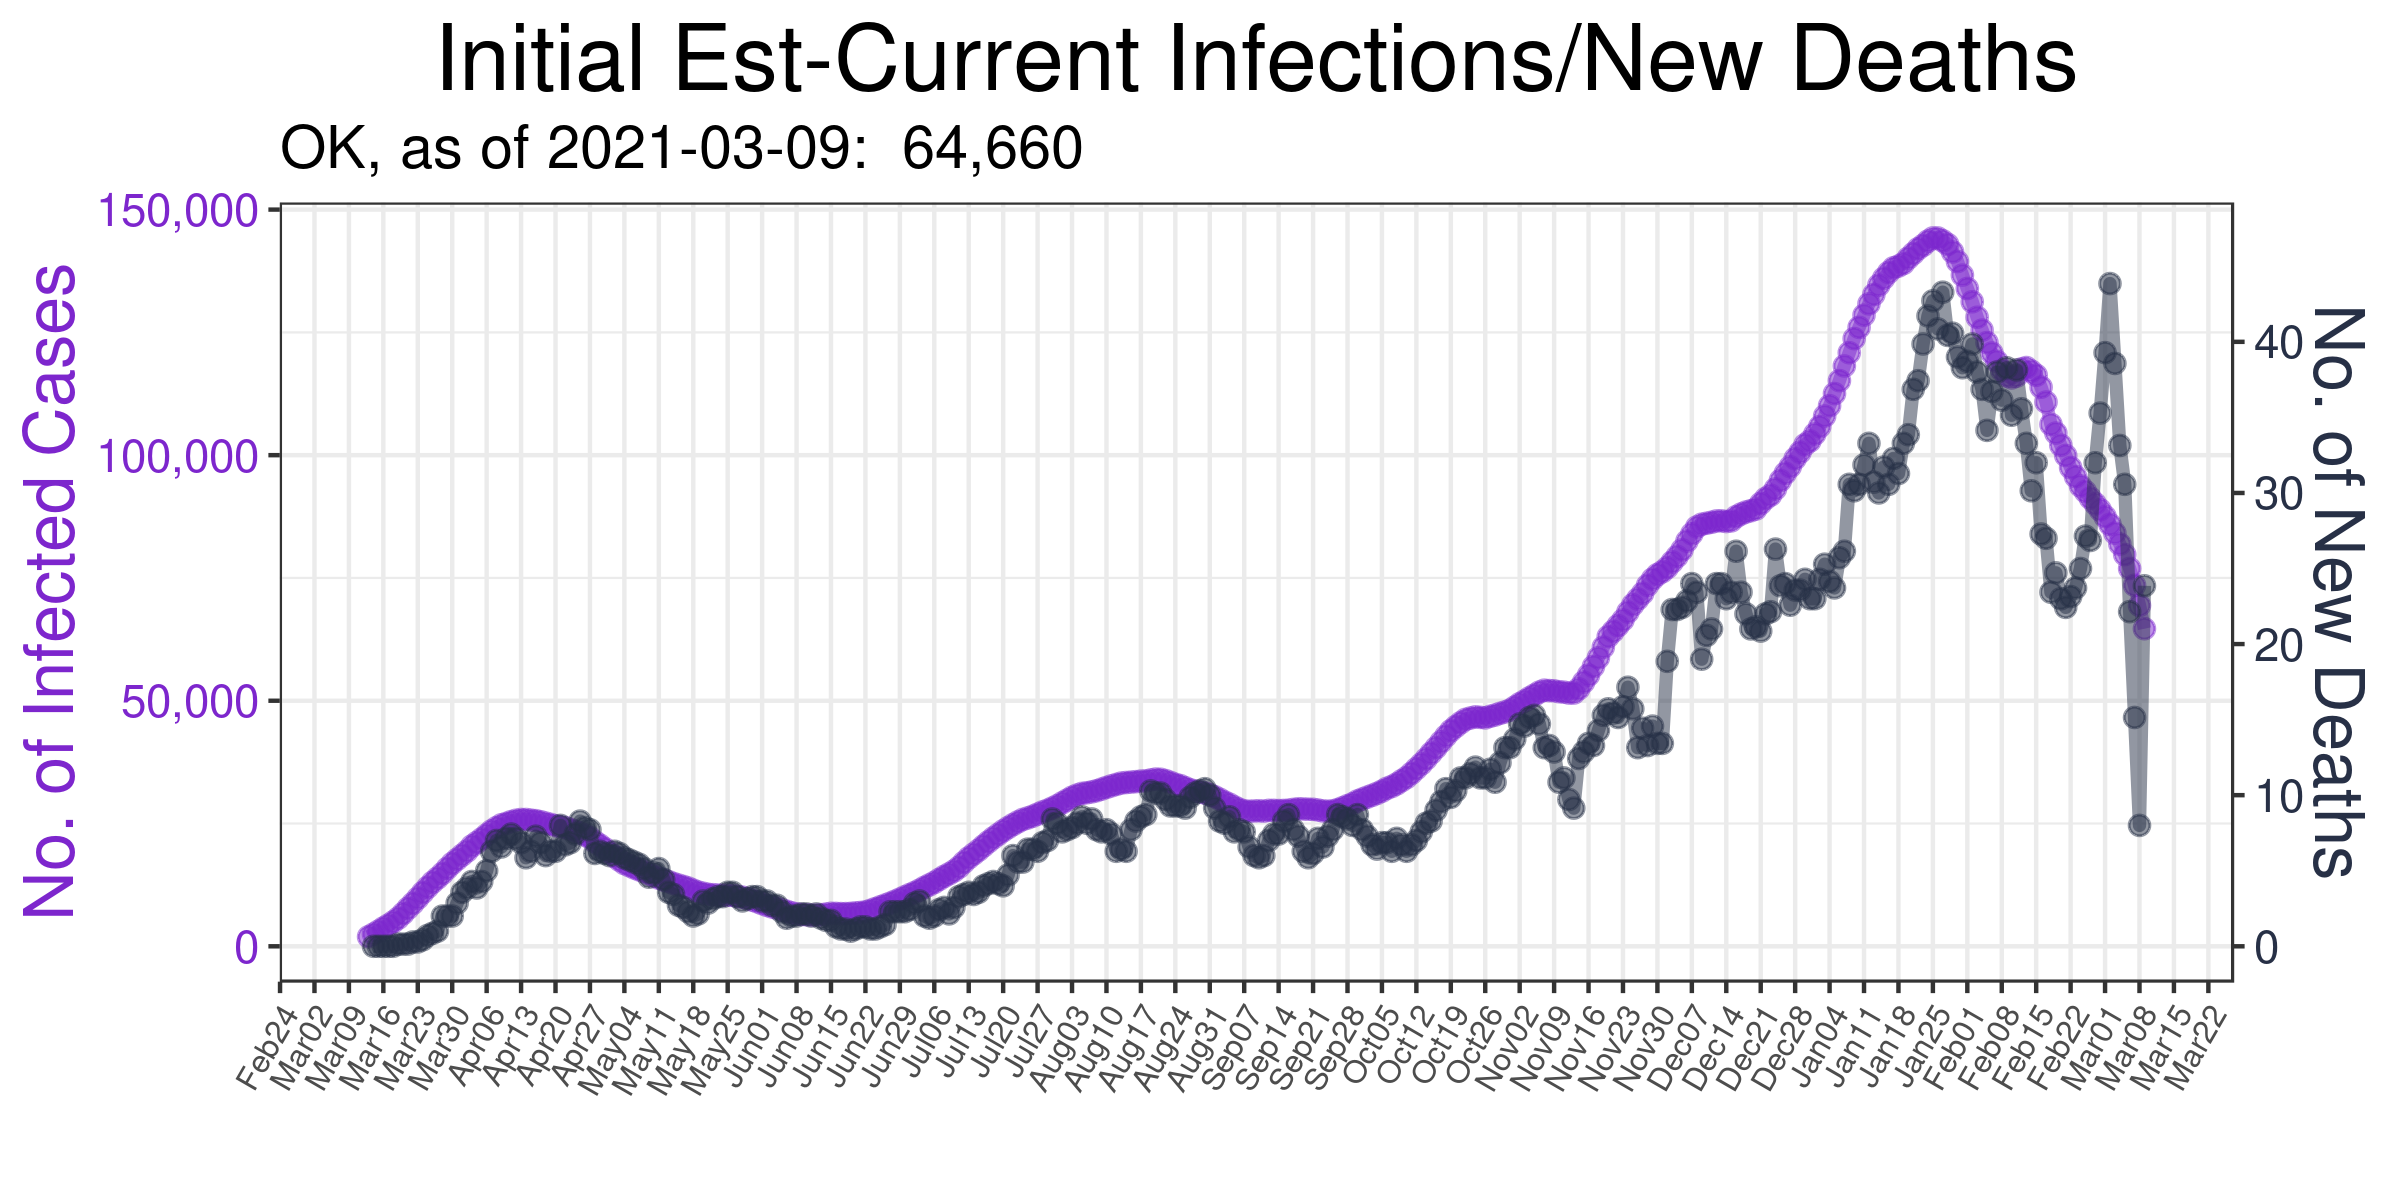 Initial Est-Current Infections/New Deaths
OK, as of 2021-03-09:  64,660
No. of Infected Cases
150,000
100,000
50,000
0
No. of New Deaths
40
30
20
10
0
Feb24
Mar02
Mar09
Mar16
Mar23
Mar30
Apr06
Apr13
Apr20
Apr27
May04
May11
May18
May25
Jun01
Jun08
Jun15
Jun22
Jun29
Jul06
Jul13
Jul20
Jul27
Aug03
Aug10
Aug17
Aug24
Aug31
Sep07
Sep14
Sep21
Sep28
Oct05
Oct12
Oct19
Oct26
Nov02
Nov09
Nov16
Nov23
Nov30
Dec07
Dec14
Dec21
Dec28
Jan04
Jan11
Jan18
Jan25
Feb01
Feb08
Feb15
Feb22
Mar01
Mar08
Mar15
Mar22